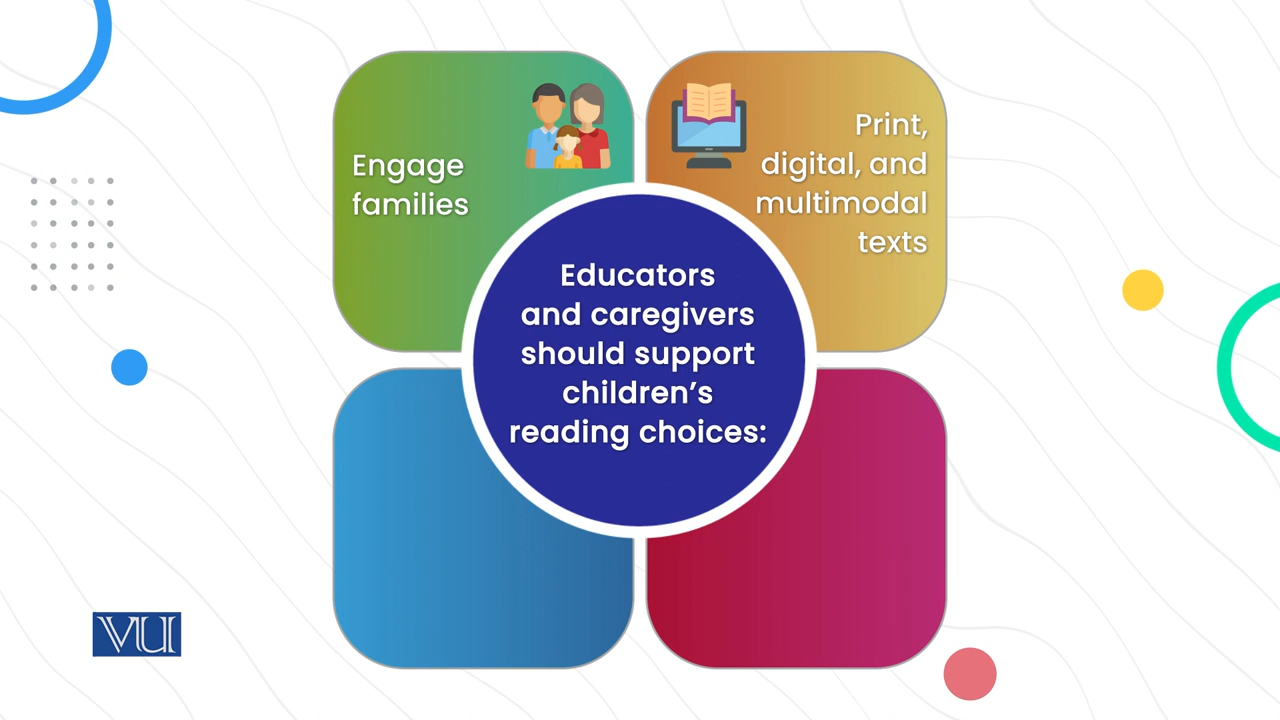 Engage
families
Print,
digital, and
multimodal
texts
Educators
and caregivers
should support
children’s
reading choices:
VU